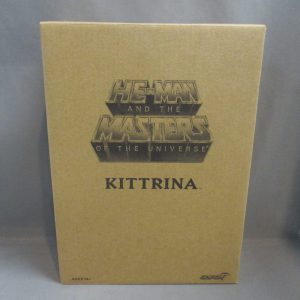 HE-MAN
AND THE
MASTERS
OF THE UNIVERSE
KITTRINA